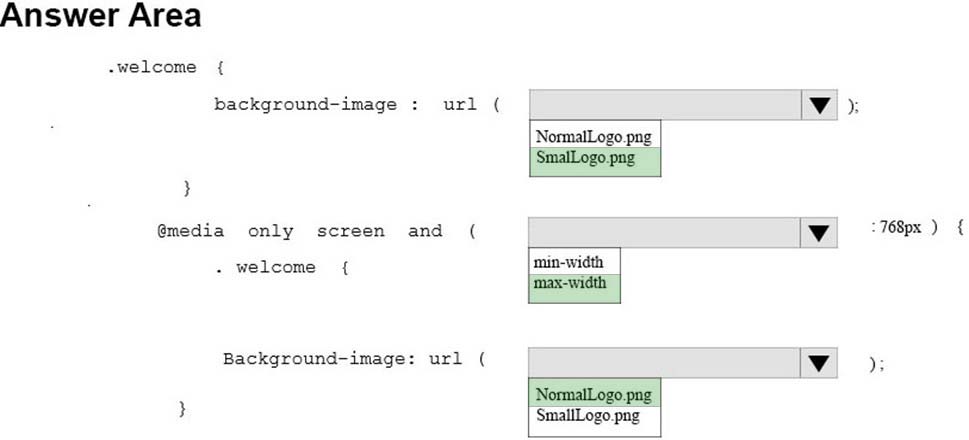 Answer Area
.welcome {
background-image : url ( );
NormalLogo.png
SmalLogo.png
}
@media only screen and ( : 768px ) {
min-width
max-width
. welcome {
Background-image: url ( );
NormalLogo.png
SmallLogo.png
}